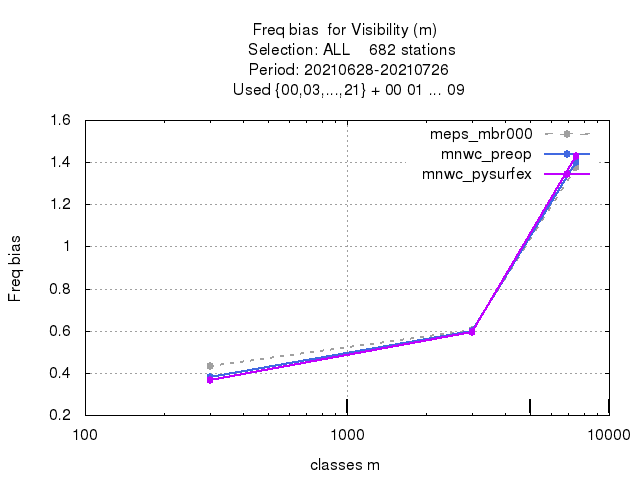 Freq bias  for Visibility (m)
Selection: ALL    682 stations
Period: 20210628-20210726
Used {00,03,...,21} + 00 01 ... 09
meps_mbr000
mnwc_preop
mnwc_pysurfex
1.6
1.4
1.2
1
0.8
0.6
0.4
0.2
Freq bias
100
1000
10000
classes m